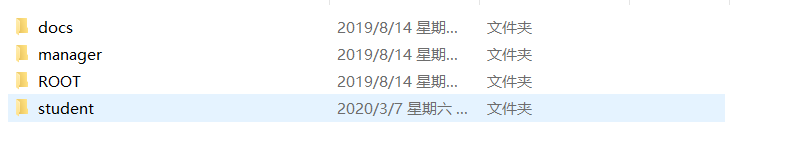 docs 2019/8/14 星期... 文件夹
manager 2019/8/14 星期... 文件夹
ROOT 2019/8/14 星期... 文件夹
student 2020/3/7 星期六 ... 文件夹